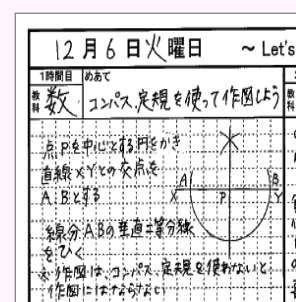 12月6日火曜日 ～Let's
1時間目 めあて
教科 数 コンパス、定規を使って作図しよう 教科
点Pを中心とする円をかき
直線XYとの交点を
A、Bとする
A B
X P Y
線分ABの垂直二等分線
をひく
※作図は、コンパス、定規を使わないと
作図にはならない